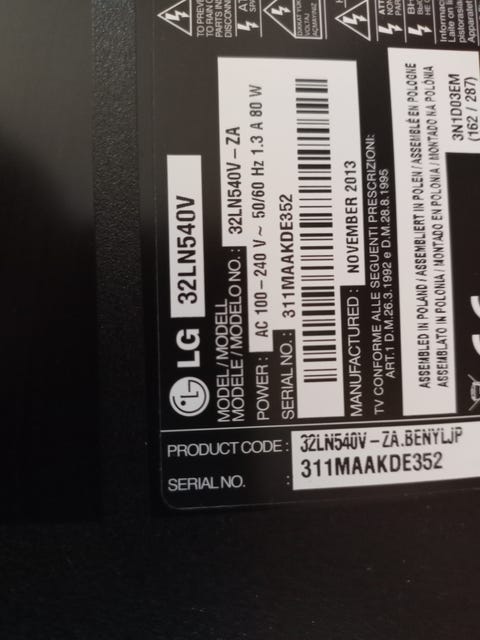 LG 32LN540V
MODEL/MODELL
MODELE/MODELO NO.: 32LN540V-ZA
POWER: AC 100-240 V~ 50/60 Hz 1.3 A 80 W
SERIAL NO.: 311MAAKDE352
MANUFACTURED: NOVEMBER 2013
TV CONFORME ALLE SEGUENTI PRESCRIZIONI:
ART.1 D.M.26.3.1992 e D.M.28.8.1995
ASSEMBLED IN POLAND / ASSEMBLIERT IN POLEN / ASSEMBLÉ EN POLOGNE
ASSEMBLATO IN POLONIA / MONTADO EN POLONIA / MONTADO NA POLÓNIA
3N1D03EM
(162 / 287)
PRODUCT CODE : 32LN540V-ZA.BENYLJP
SERIAL NO. : 311MAAKDE352